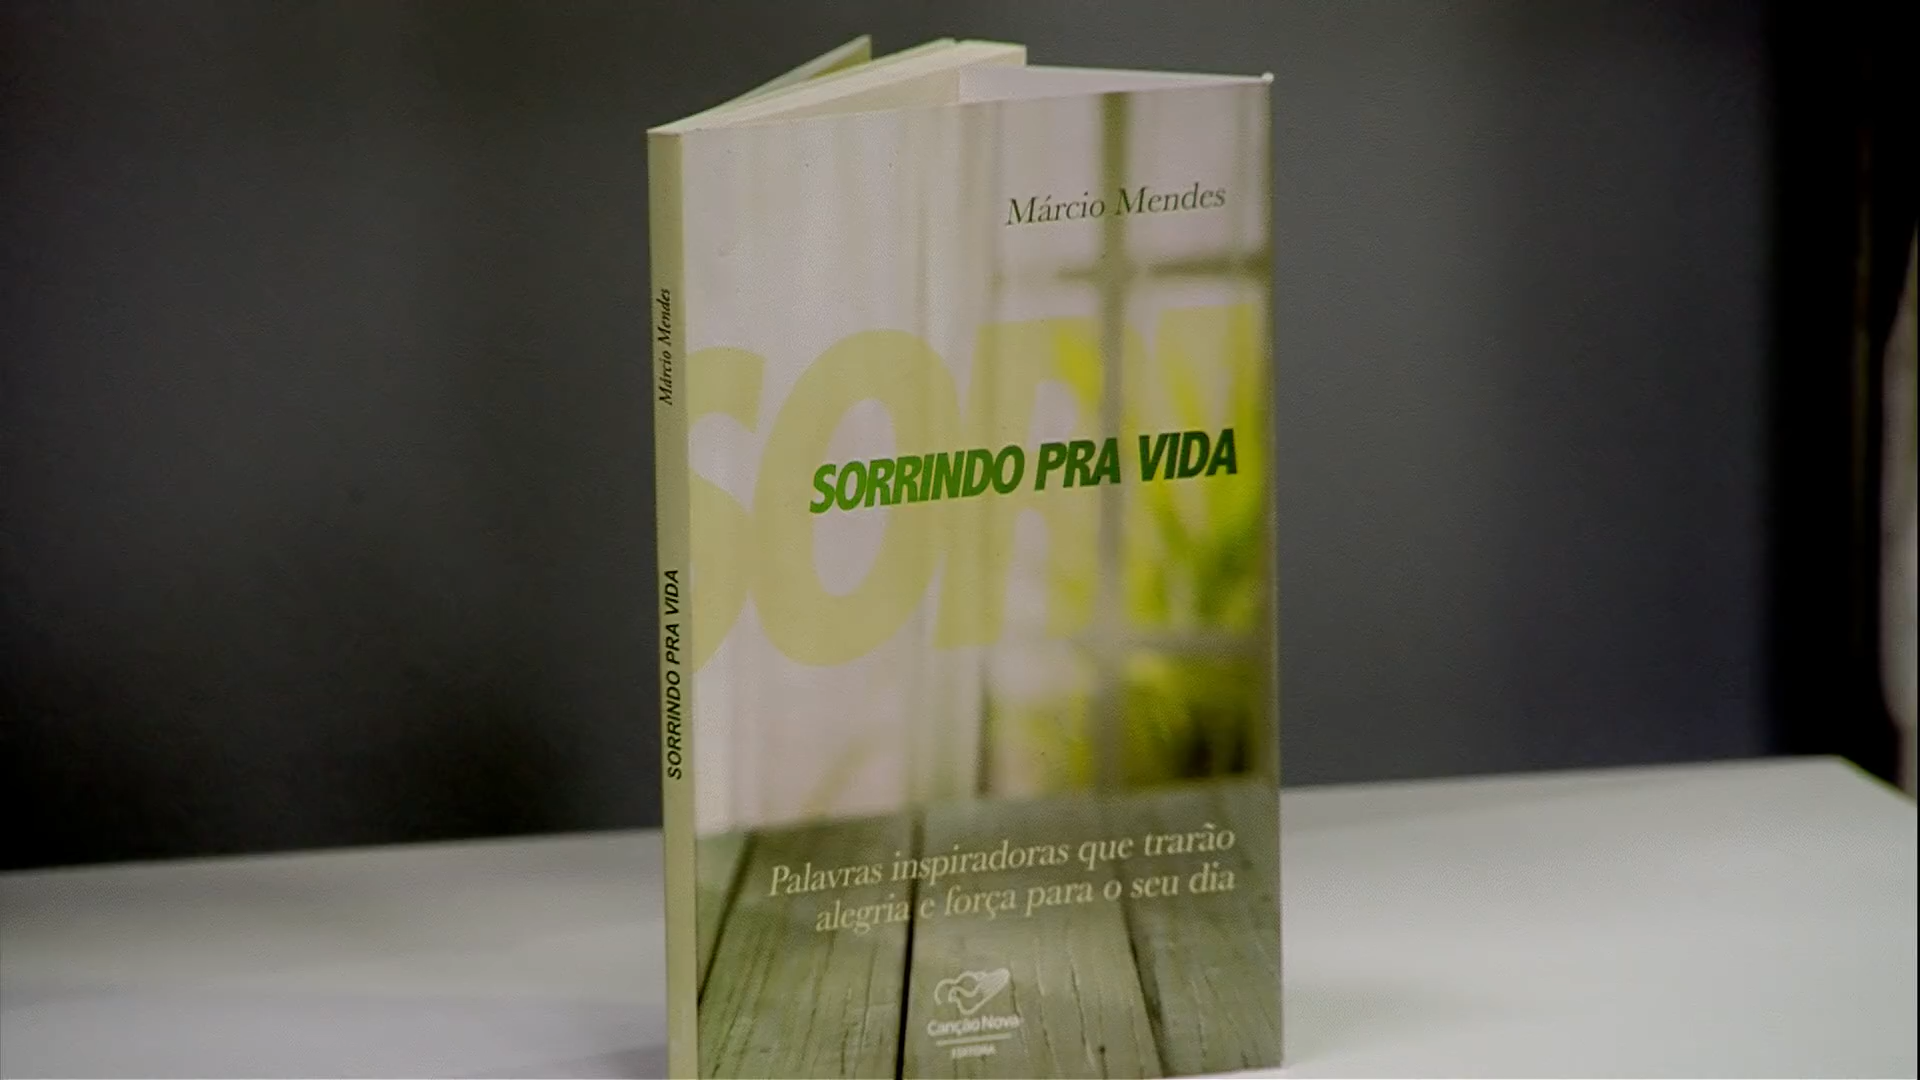 Márcio Mendes
SORRINDO PRA VIDA
Márcio Mendes
SOR
SORRINDO PRA VIDA
Palavras inspiradoras que trarão
alegria e força para o seu dia
Canção Nova
EDITORA